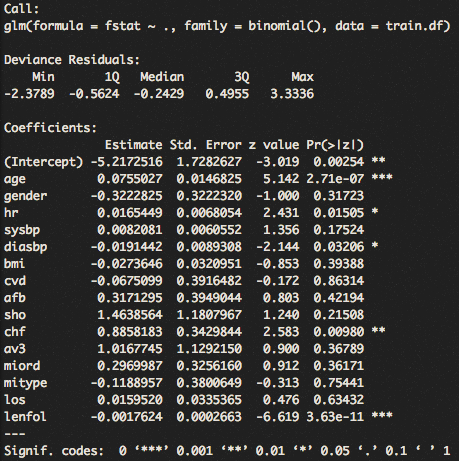 Call:
glm(formula = fstat ~ ., family = binomial(), data = train.df)
Deviance Residuals:
Min 1Q Median 3Q Max
-2.3789 -0.5624 -0.2429 0.4955 3.3336
Coefficients:
Estimate Std. Error z value Pr(>|z|)
(Intercept) -5.2172516 1.7282627 -3.019 0.00254 **
age 0.0755027 0.0146825 5.142 2.71e-07 ***
gender -0.3222825 0.3222320 -1.000 0.31723
hr 0.0165449 0.0068054 2.431 0.01505 *
sysbp 0.0082081 0.0060552 1.356 0.17524
diasbp -0.0191442 0.0089308 -2.144 0.03206 *
bmi -0.0273646 0.0320951 -0.853 0.39388
cvd -0.0675099 0.3916482 -0.172 0.86314
afb 0.3171295 0.3949044 0.803 0.42194
sho 1.4638564 1.1807967 1.240 0.21508
chf 0.8858183 0.3429844 2.583 0.00980 **
av3 1.0167745 1.1292150 0.900 0.36789
miord 0.2969987 0.3256160 0.912 0.36171
mitype -0.1188957 0.3800649 -0.313 0.75441
los 0.0159520 0.0335365 0.476 0.63432
lenfol -0.0017624 0.0002663 -6.619 3.63e-11 ***
---
Signif. codes: 0 ‘***’ 0.001 ‘**’ 0.01 ‘*’ 0.05 ‘.’ 0.1 ‘ ’ 1